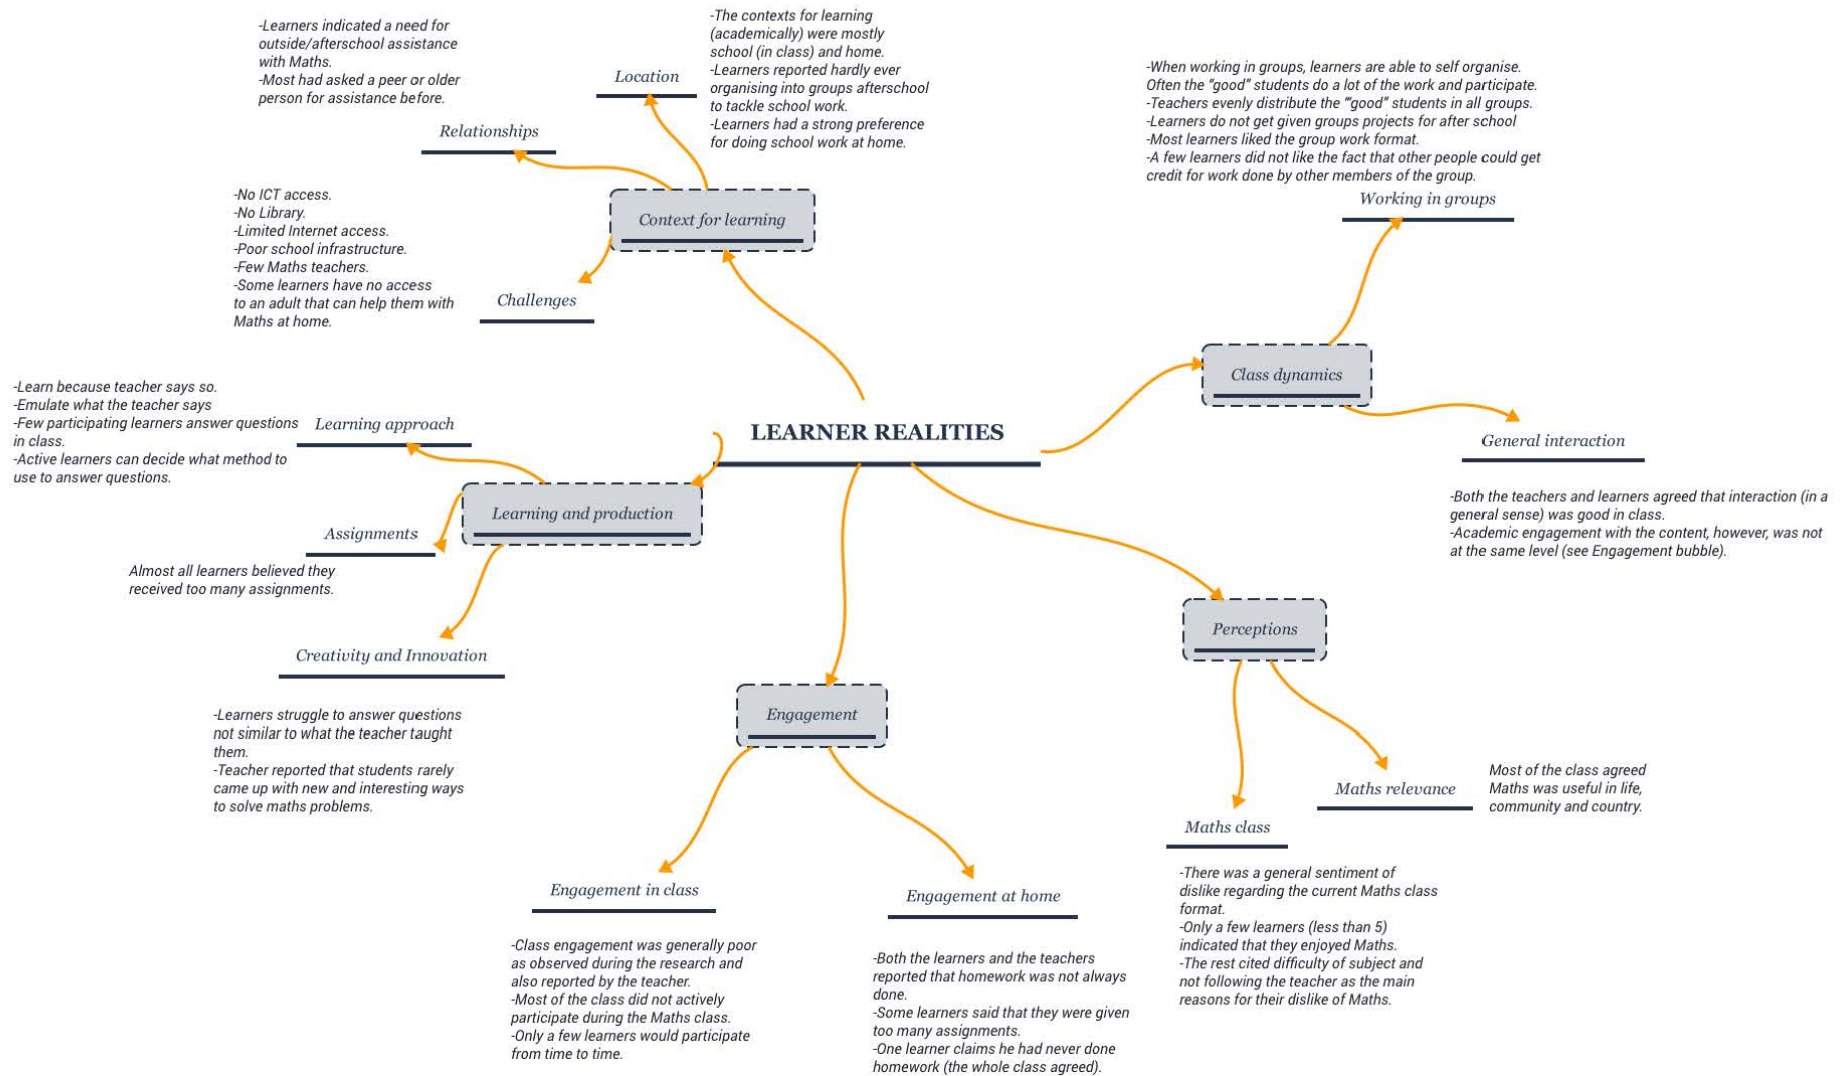 -Learners indicated a need for
outside/afterschool assistance
with Maths.
-Most had asked a peer or older
person for assistance before.
Relationships
Location
-The contexts for learning
(academically) were mostly
school (in class) and home.
-Learners reported hardly ever
organising into groups afterschool
to tackle school work.
-Learners had a strong preference
for doing school work at home.
Context for learning
-No ICT access.
-No Library.
-Limited Internet access.
-Poor school infrastructure.
-Few Maths teachers.
-Some learners have no access
to an adult that can help them with
Maths at home.
Challenges
-When working in groups, learners are able to self organise.
Often the “good” students do a lot of the work and participate.
-Teachers evenly distribute the “‘good” students in all groups.
-Learners do not get given groups projects for after school
-Most learners liked the group work format.
-A few learners did not like the fact that other people could get
credit for work done by other members of the group.
Working in groups
Class dynamics
General interaction
-Both the teachers and learners agreed that interaction (in a
general sense) was good in class.
-Academic engagement with the content, however, was not
at the same level (see Engagement bubble).
LEARNER REALITIES
-Learn because teacher says so.
-Emulate what the teacher says
-Few participating learners answer questions
in class.
-Active learners can decide what method to
use to answer questions.
Learning approach
Learning and production
Assignments
Almost all learners believed they
received too many assignments.
Creativity and Innovation
-Learners struggle to answer questions
not similar to what the teacher taught
them.
-Teacher reported that students rarely
came up with new and interesting ways
to solve maths problems.
Engagement
Engagement in class
-Class engagement was generally poor
as observed during the research and
also reported by the teacher.
-Most of the class did not actively
participate during the Maths class.
-Only a few learners would participate
from time to time.
Engagement at home
-Both the learners and the teachers
reported that homework was not always
done.
-Some learners said that they were given
too many assignments.
-One learner claims he had never done
homework (the whole class agreed).
Perceptions
Maths relevance
Most of the class agreed
Maths was useful in life,
community and country.
Maths class
-There was a general sentiment of
dislike regarding the current Maths class
format.
-Only a few learners (less than 5)
indicated that they enjoyed Maths.
-The rest cited difficulty of subject and
not following the teacher as the main
reasons for their dislike of Maths.